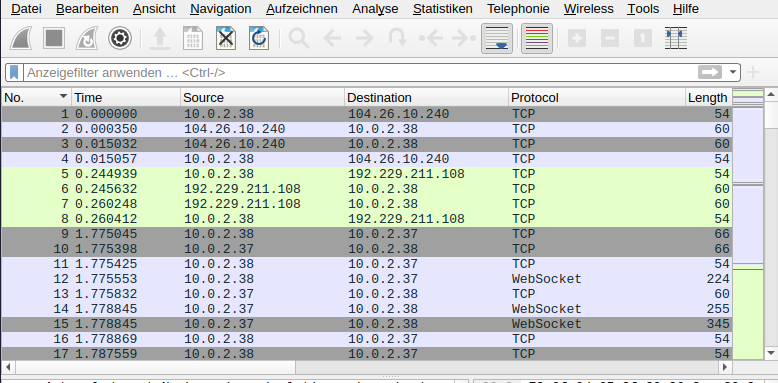 Datei Bearbeiten Ansicht Navigation Aufzeichnen Analyse Statistiken Telephonie Wireless Tools Hilfe
Anzeigefilter anwenden … <Ctrl-/>
No. Time Source Destination Protocol Length
1 0.000000 10.0.2.38 104.26.10.240 TCP 54
2 0.000350 104.26.10.240 10.0.2.38 TCP 60
3 0.015032 104.26.10.240 10.0.2.38 TCP 60
4 0.015057 10.0.2.38 104.26.10.240 TCP 54
5 0.244939 10.0.2.38 192.229.211.108 TCP 54
6 0.245632 192.229.211.108 10.0.2.38 TCP 60
7 0.260248 192.229.211.108 10.0.2.38 TCP 60
8 0.260412 10.0.2.38 192.229.211.108 TCP 54
9 1.775045 10.0.2.38 10.0.2.37 TCP 66
10 1.775398 10.0.2.37 10.0.2.38 TCP 66
11 1.775425 10.0.2.38 10.0.2.37 TCP 54
12 1.775553 10.0.2.38 10.0.2.37 WebSocket 224
13 1.775832 10.0.2.37 10.0.2.38 TCP 60
14 1.778845 10.0.2.37 10.0.2.38 WebSocket 255
15 1.778845 10.0.2.37 10.0.2.38 WebSocket 345
16 1.778869 10.0.2.38 10.0.2.37 TCP 54
17 1.787559 10.0.2.38 10.0.2.37 TCP 54